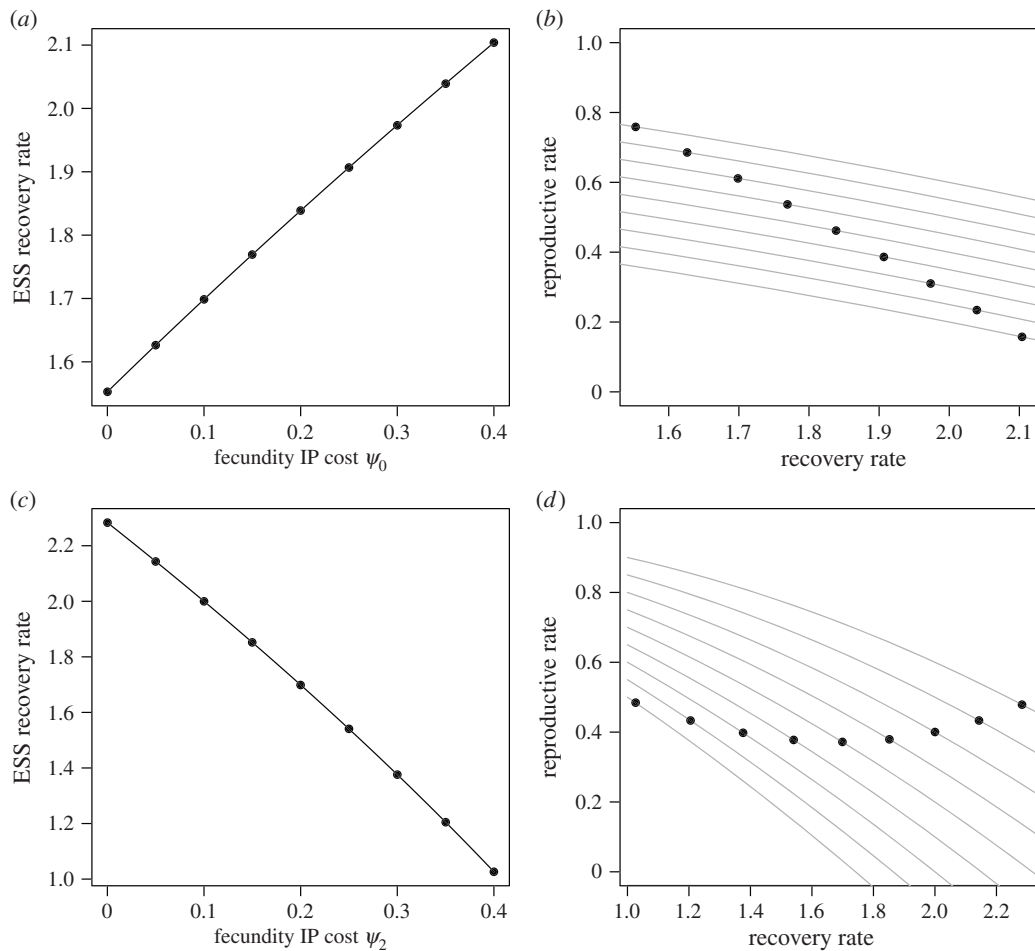 (a)
2.1
2.0
1.9
1.8
1.7
1.6
ESS recovery rate
0 0.1 0.2 0.3 0.4
fecundity IP cost ψ0
(b)
1.0
0.8
0.6
0.4
0.2
0
reproductive rate
1.6 1.7 1.8 1.9 2.0 2.1
recovery rate
(c)
2.2
2.0
1.8
1.6
1.4
1.2
1.0
ESS recovery rate
0 0.1 0.2 0.3 0.4
fecundity IP cost ψ2
(d)
1.0
0.8
0.6
0.4
0.2
0
reproductive rate
1.0 1.2 1.4 1.6 1.8 2.0 2.2
recovery rate